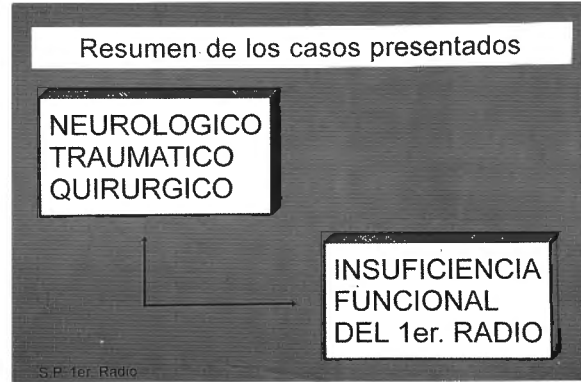 Resumen de los casos presentados
NEUROLOGICO
TRAUMATICO
QUIRURGICO
INSUFICIENCIA
FUNCIONAL
DEL 1er. RADIO
S.P. 1er. Radio